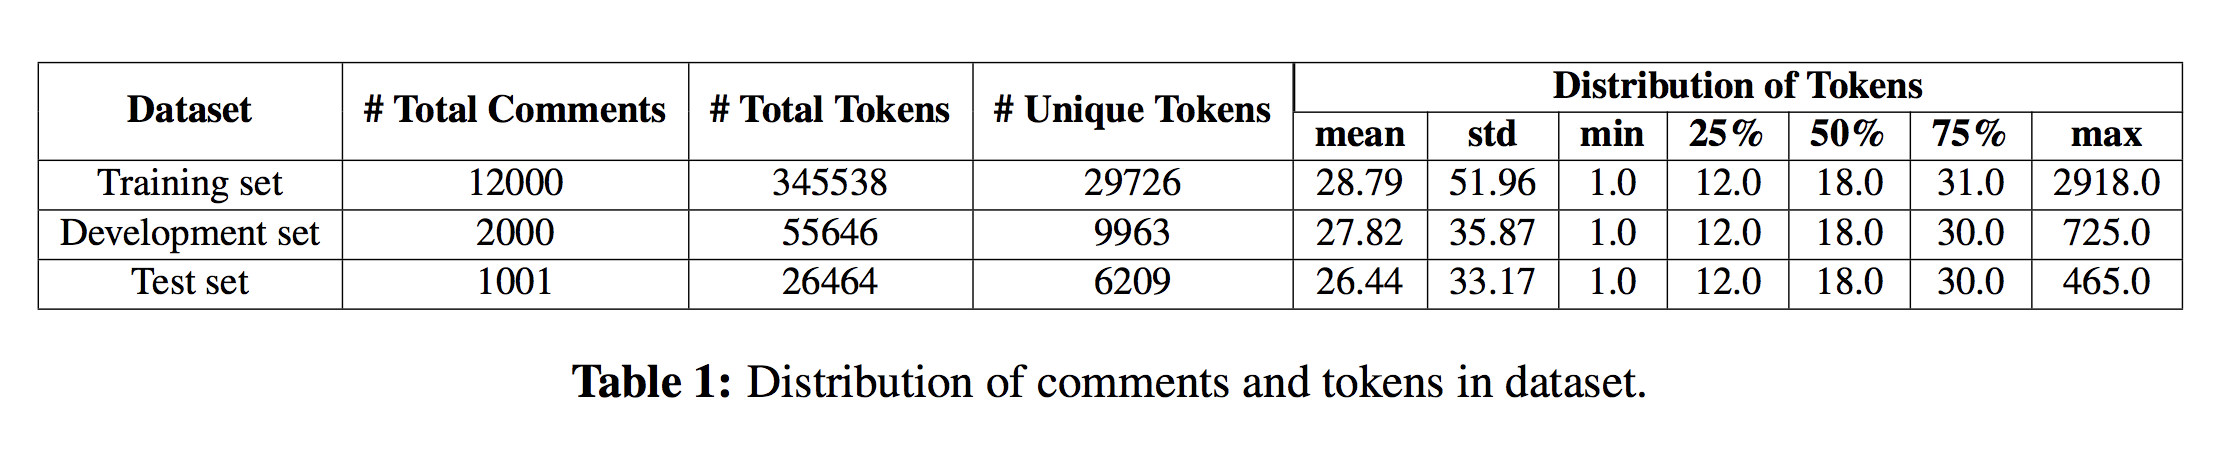 Dataset # Total Comments # Total Tokens # Unique Tokens Distribution of Tokens
mean std min 25% 50% 75% max
Training set 12000 345538 29726 28.79 51.96 1.0 12.0 18.0 31.0 2918.0
Development set 2000 55646 9963 27.82 35.87 1.0 12.0 18.0 30.0 725.0
Test set 1001 26464 6209 26.44 33.17 1.0 12.0 18.0 30.0 465.0
Table 1: Distribution of comments and tokens in dataset.